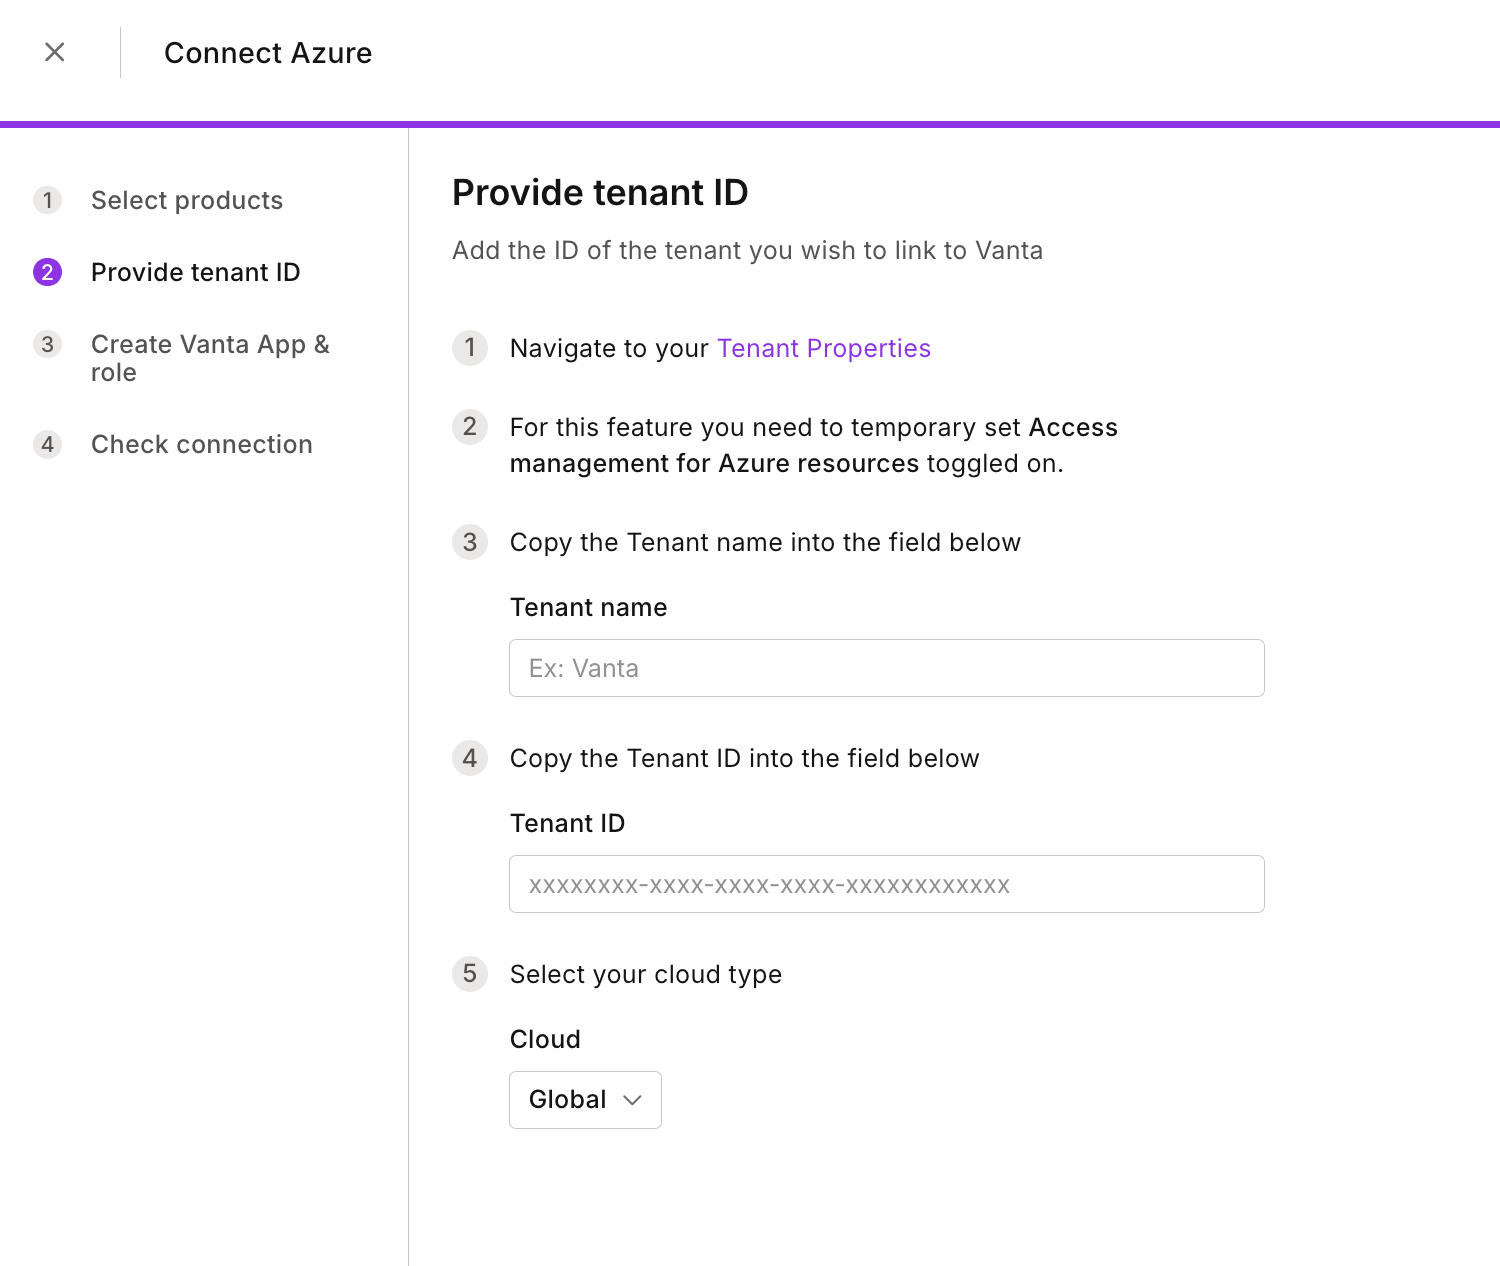 Connect Azure
1 Select products
2 Provide tenant ID
3 Create Vanta App &
role
4 Check connection
Provide tenant ID
Add the ID of the tenant you wish to link to Vanta
1 Navigate to your Tenant Properties
2 For this feature you need to temporary set Access
management for Azure resources toggled on.
3 Copy the Tenant name into the field below
Tenant name
Ex: Vanta
4 Copy the Tenant ID into the field below
Tenant ID
xxxxxxxx-xxxx-xxxx-xxxx-xxxxxxxxxxxx
5 Select your cloud type
Cloud
Global